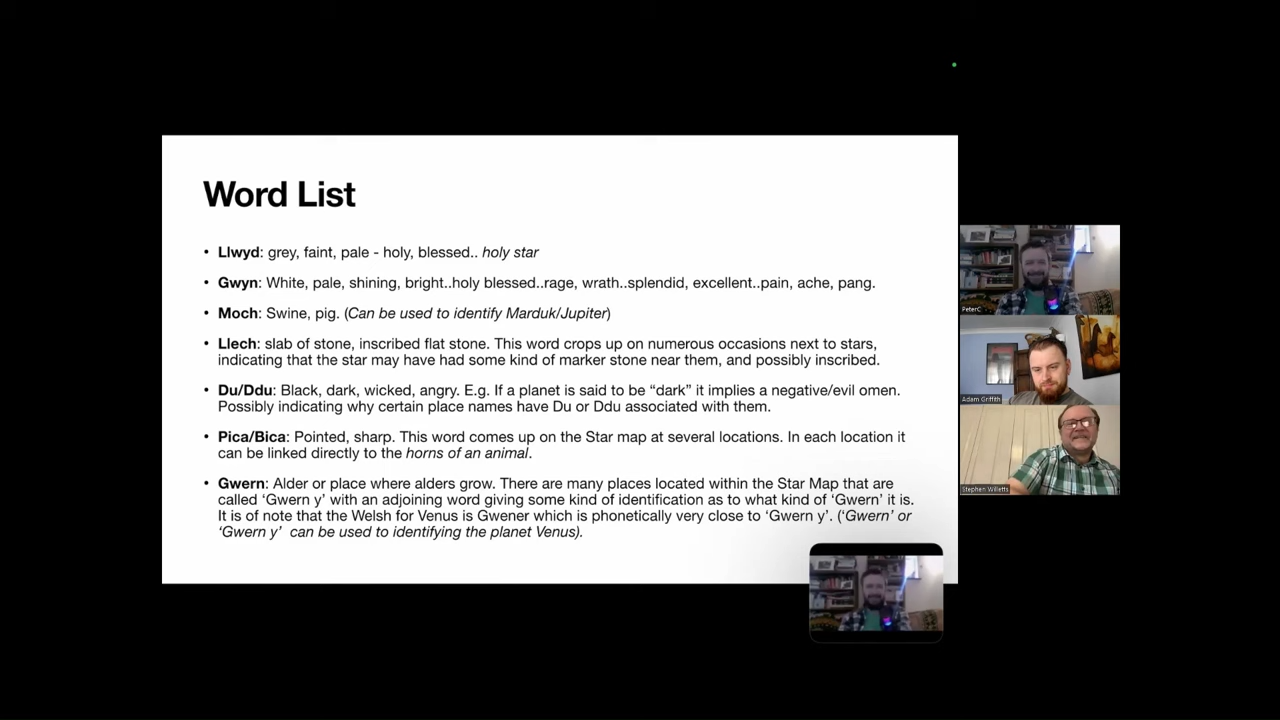 Word List
• Llwyd: grey, faint, pale - holy, blessed.. holy star
• Gwyn: White, pale, shining, bright..holy blessed..rage, wrath..splendid, excellent..pain, ache, pang.
• Moch: Swine, pig. (Can be used to identify Marduk/Jupiter)
• Llech: slab of stone, inscribed flat stone. This word crops up on numerous occasions next to stars,
indicating that the star may have had some kind of marker stone near them, and possibly inscribed.
• Du/Ddu: Black, dark, wicked, angry. E.g. If a planet is said to be “dark” it implies a negative/evil omen.
Possibly indicating why certain place names have Du or Ddu associated with them.
• Pica/Bica: Pointed, sharp. This word comes up on the Star map at several locations. In each location it
can be linked directly to the horns of an animal.
• Gwern: Alder or place where alders grow. There are many places located within the Star Map that are
called ‘Gwern y’ with an adjoining word giving some kind of identification as to what kind of ‘Gwern’ it is.
It is of note that the Welsh for Venus is Gwener which is phonetically very close to ‘Gwern y’. (‘Gwern’ or
‘Gwern y’ can be used to identifying the planet Venus).
PeterC
Adam Griffith
Stephen Willetts